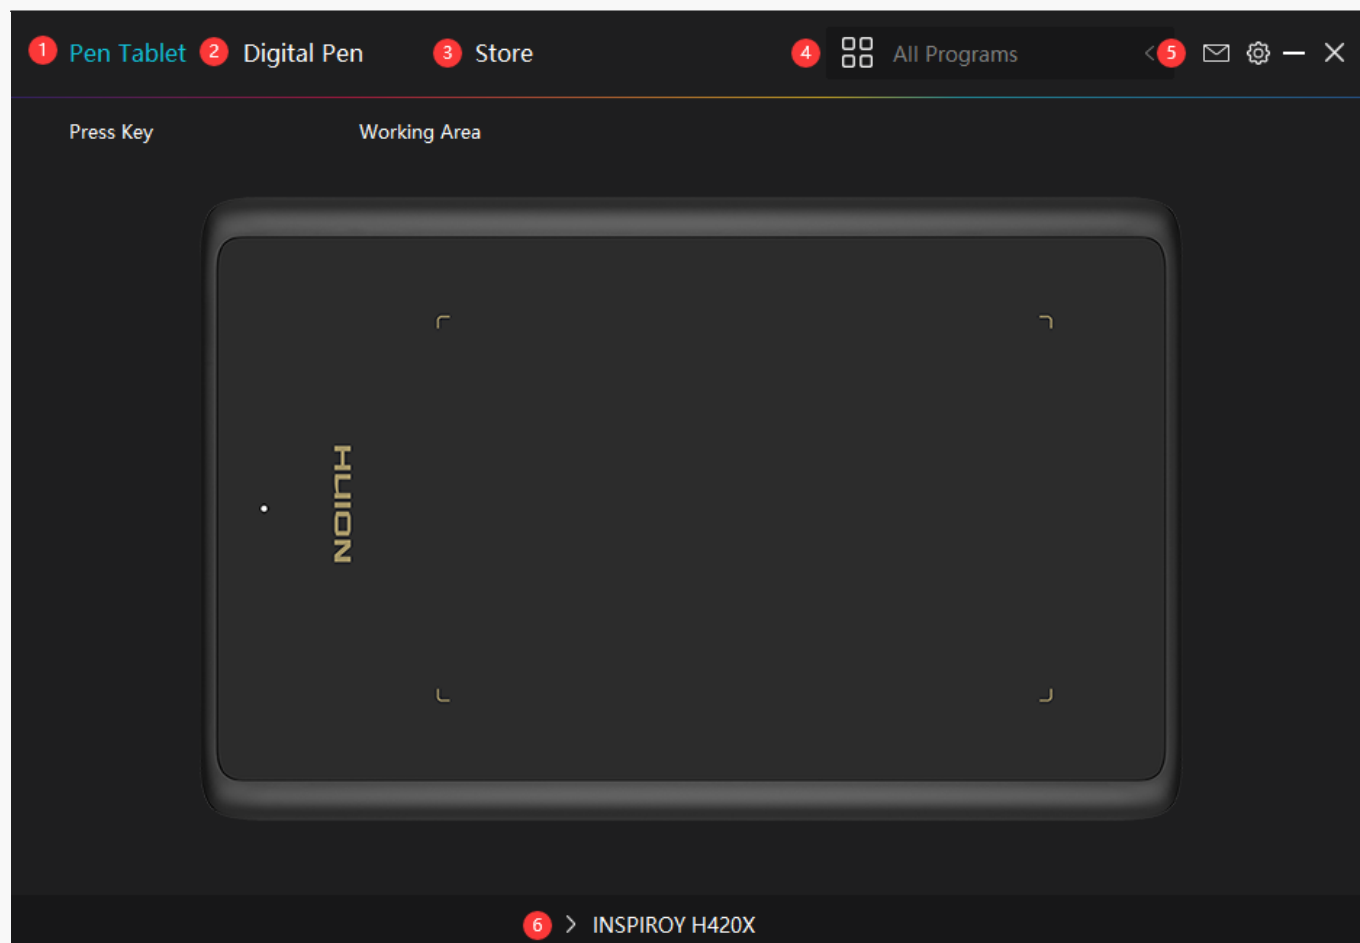 1 Pen Tablet 2 Digital Pen 3 Store 4 All Programs 5
Press Key Working Area
HUION
6 INSPIROY H420X